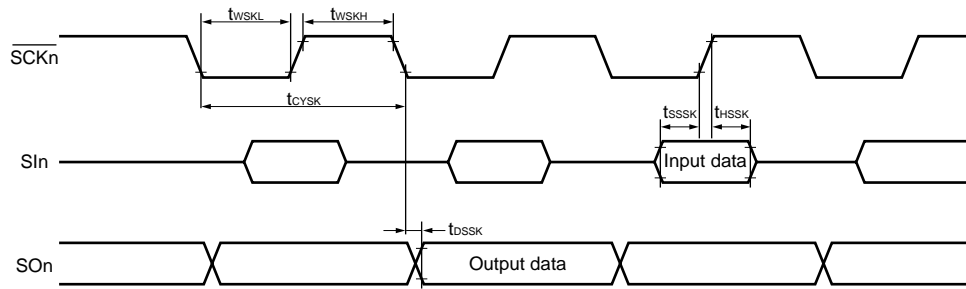 tWSKL tWSKH
SCKn
tCYSK
tSSSK tHSSK
SIn Input data
tDSSK
SOn Output data